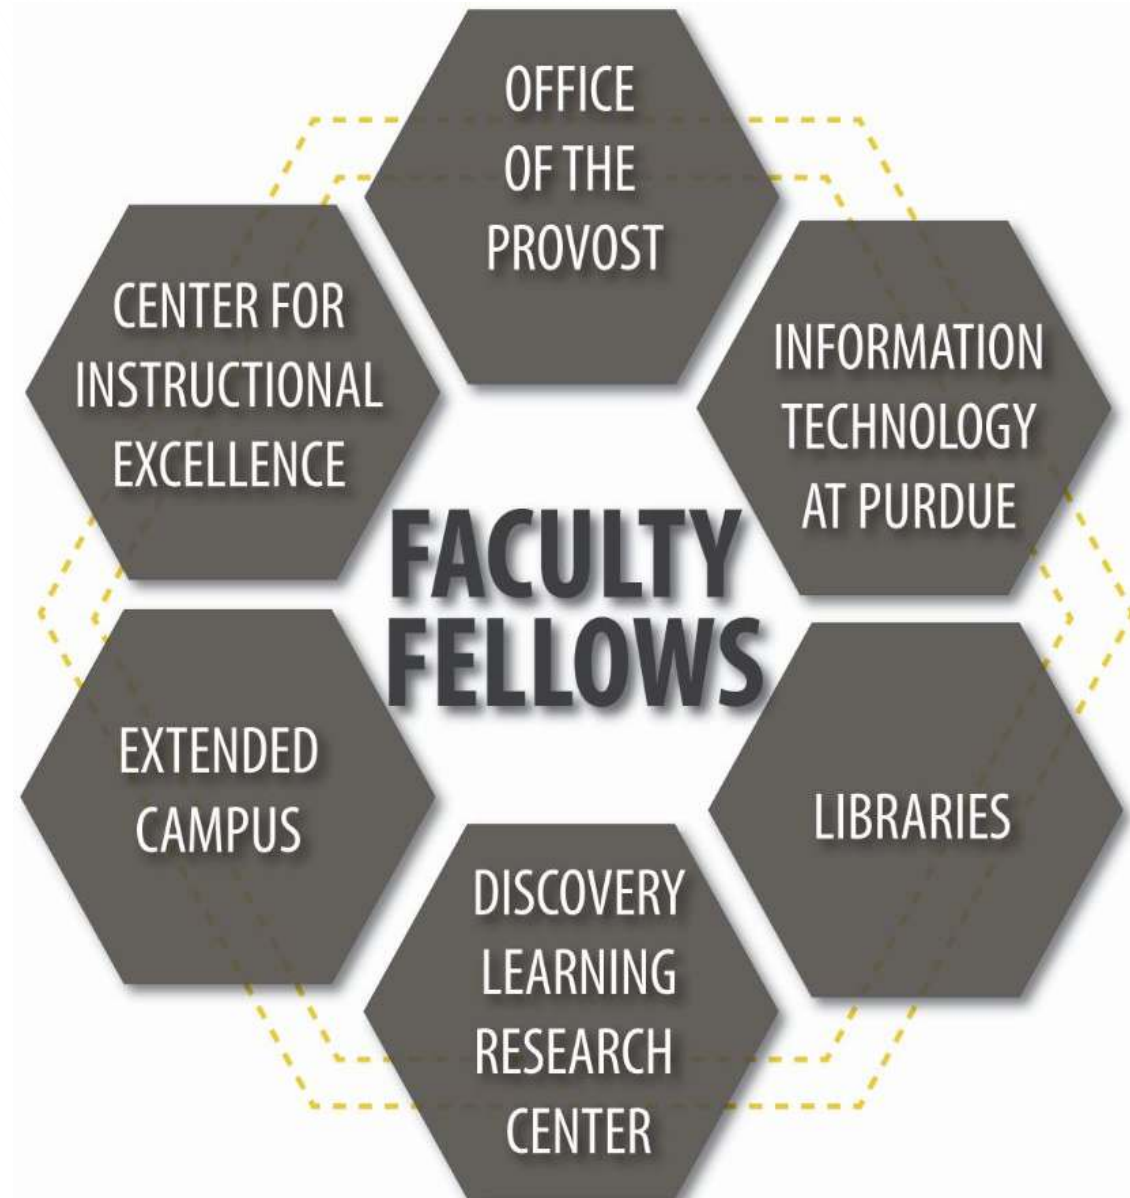 OFFICE
OF THE
PROVOST
CENTER FOR
INSTRUCTIONAL
EXCELLENCE
INFORMATION
TECHNOLOGY
AT PURDUE
FACULTY
FELLOWS
EXTENDED
CAMPUS
LIBRARIES
DISCOVERY
LEARNING
RESEARCH
CENTER